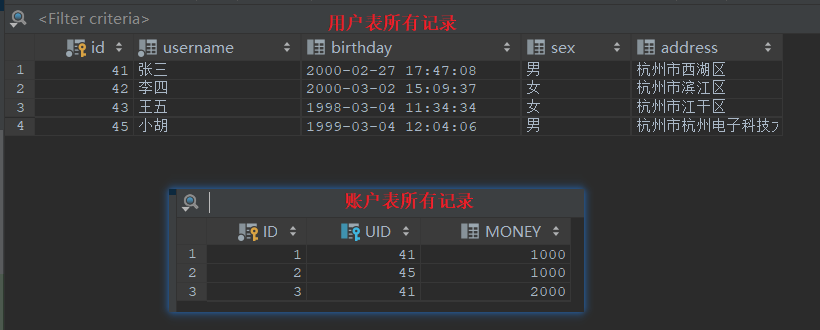 <Filter criteria>
用户表所有记录
id username birthday sex address
1 41 张三 2000-02-27 17:47:08 男 杭州市西湖区
2 42 李四 2000-03-02 15:09:37 女 杭州市滨江区
3 43 王五 1998-03-04 11:34:34 女 杭州市江干区
4 45 小胡 1999-03-04 12:04:06 男 杭州市杭州电子科技
账户表所有记录
ID UID MONEY
1 1 41 1000
2 2 45 1000
3 3 41 2000